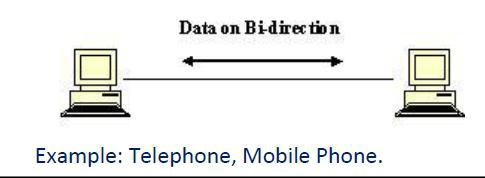 Data on Bi-direction
Example: Telephone, Mobile Phone.